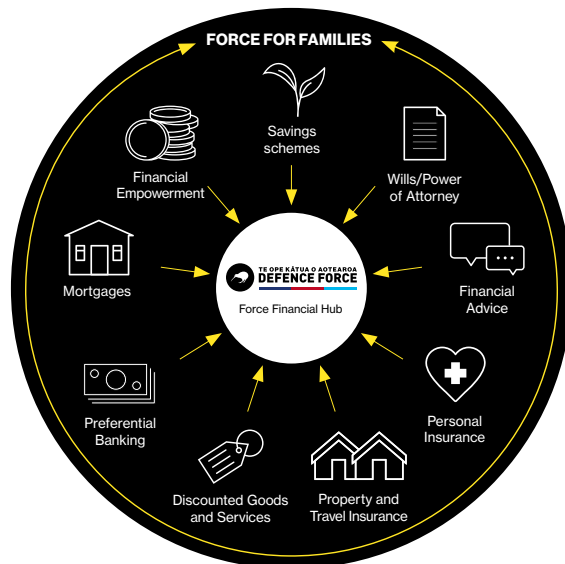 FORCE FOR FAMILIES
Savings
schemes
Wills/Power
of Attorney
Financial
Advice
Personal
Insurance
Property and
Travel Insurance
Discounted Goods
and Services
Preferential
Banking
Mortgages
Financial
Empowerment
TE OPE KĀTUA O AOTEAROA
DEFENCE FORCE
Force Financial Hub